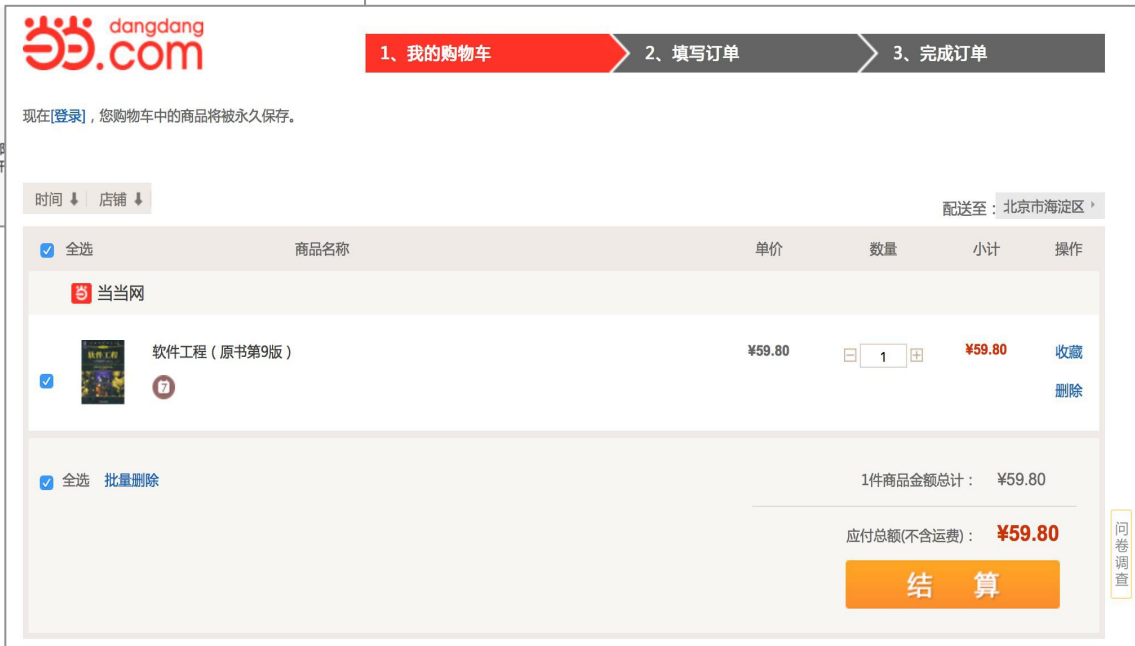 dangdang
当当.com
1、我的购物车
2、填写订单
3、完成订单
现在[登录]，您购物车中的商品将被永久保存。
时间 店铺
配送至：北京市海淀区
全选 商品名称 单价 数量 小计 操作
当当网
软件工程（原书第9版）
¥59.80
1
¥59.80
收藏
软件工程
7
删除
全选 批量删除
1件商品金额总计： ¥59.80
应付总额(不含运费)： ¥59.80
结 算
问卷调查